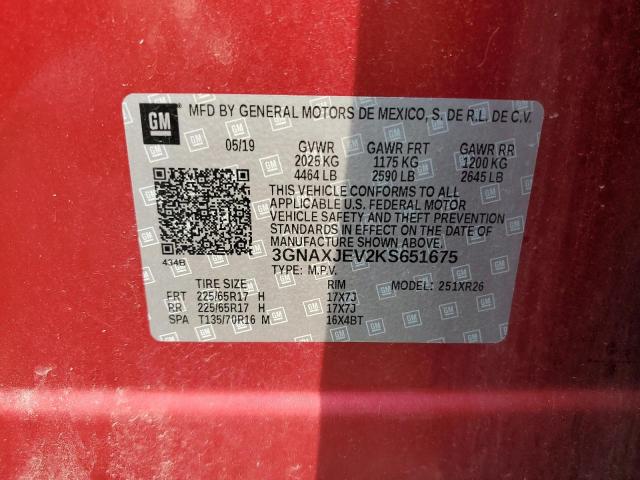 GM MFD BY GENERAL MOTORS DE MEXICO, S. DE R.L. DE C.V.
05/19 GVWR GAWR FRT GAWR RR
2025 KG 1175 KG 1200 KG
4464 LB 2590 LB 2645 LB
THIS VEHICLE CONFORMS TO ALL
APPLICABLE U.S. FEDERAL MOTOR
VEHICLE SAFETY AND THEFT PREVENTION
STANDARDS IN EFFECT ON THE DATE OF
MANUFACTURE SHOWN ABOVE.
434B 3GNAXJEV2KS651675
TYPE: M.P.V. MODEL: 251XR26
TIRE SIZE RIM
FRT 225/65R17 H 17X7J
RR 225/65R17 H 17X7J
SPA T135/70R16 M 16X4BT